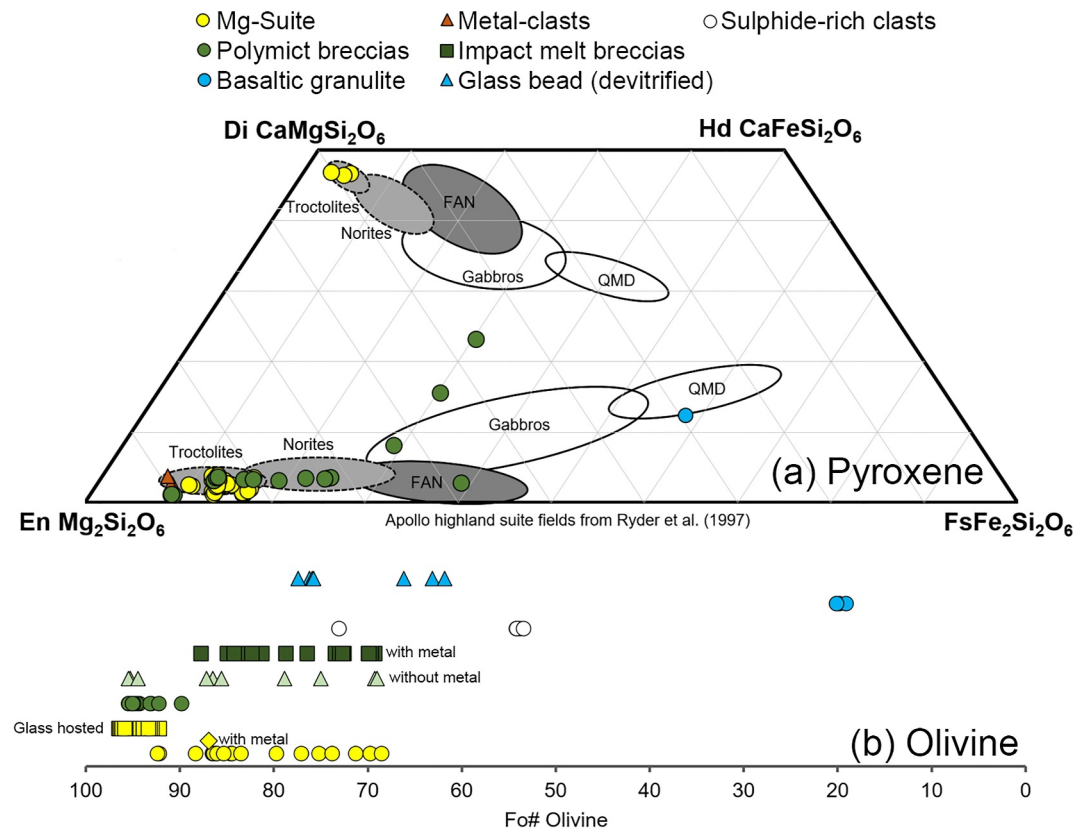 Mg-Suite
Metal-clasts
Sulphide-rich clasts
Polymict breccias
Impact melt breccias
Basaltic granulite
Glass bead (devitrified)
Di CaMgSi₂O₆
Hd CaFeSi₂O₆
FAN
Troctolites
Norites
Gabbros
QMD
QMD
Gabbros
Norites
Troctolites
FAN
(a) Pyroxene
En Mg₂Si₂O₆
Apollo highland suite fields from Ryder et al. (1997)
FsFe₂Si₂O₆
with metal
without metal
Glass hosted
with metal
(b) Olivine
100 90 80 70 60 50 40 30 20 10 0
Fo# Olivine